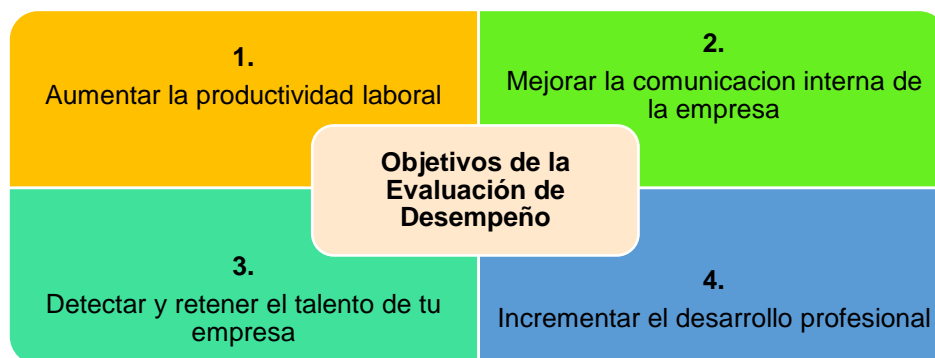 1.
Aumentar la productividad laboral
2.
Mejorar la comunicacion interna de
la empresa
Objetivos de la
Evaluación de
Desempeño
3.
Detectar y retener el talento de tu
empresa
4.
Incrementar el desarrollo profesional